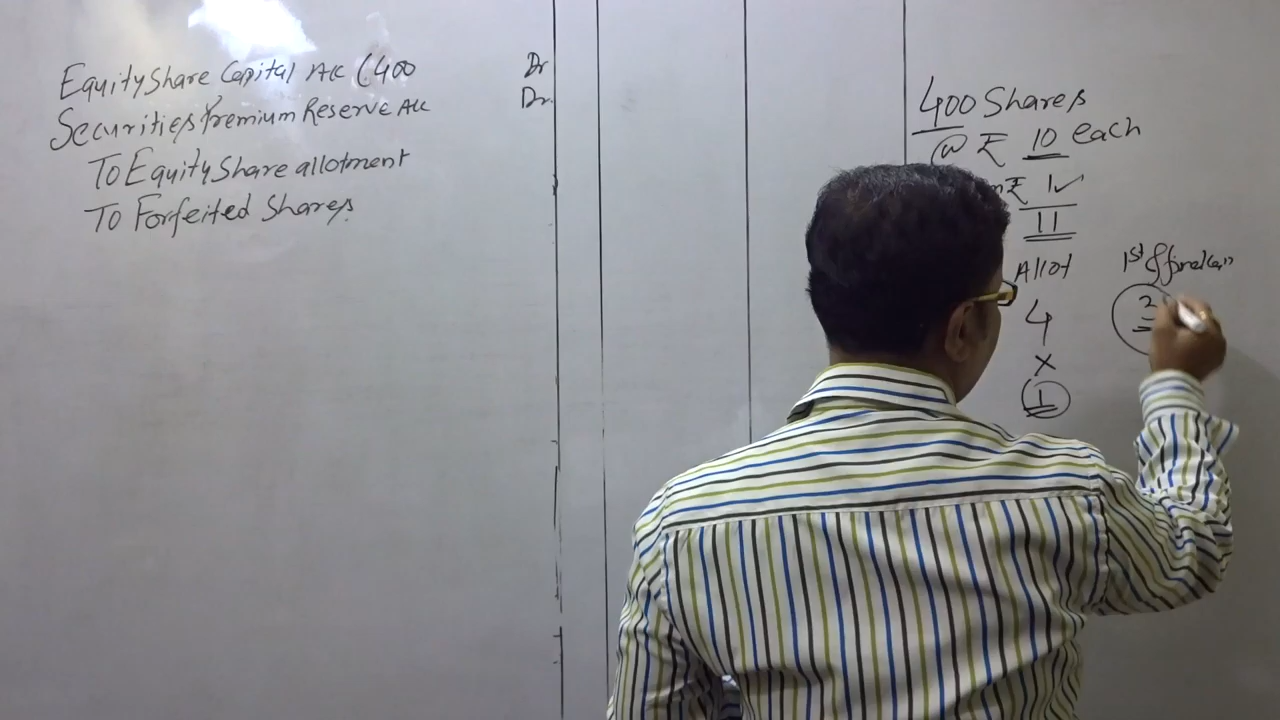 Equity Share Capital A/c (400 Dr
Securities Premium Reserve A/c Dr.
To Equity Share allotment
To Forfeited Shares
400 Shares
@ ₹ 10 each
₹ 1
11
Allot
4
x
1
1st & final